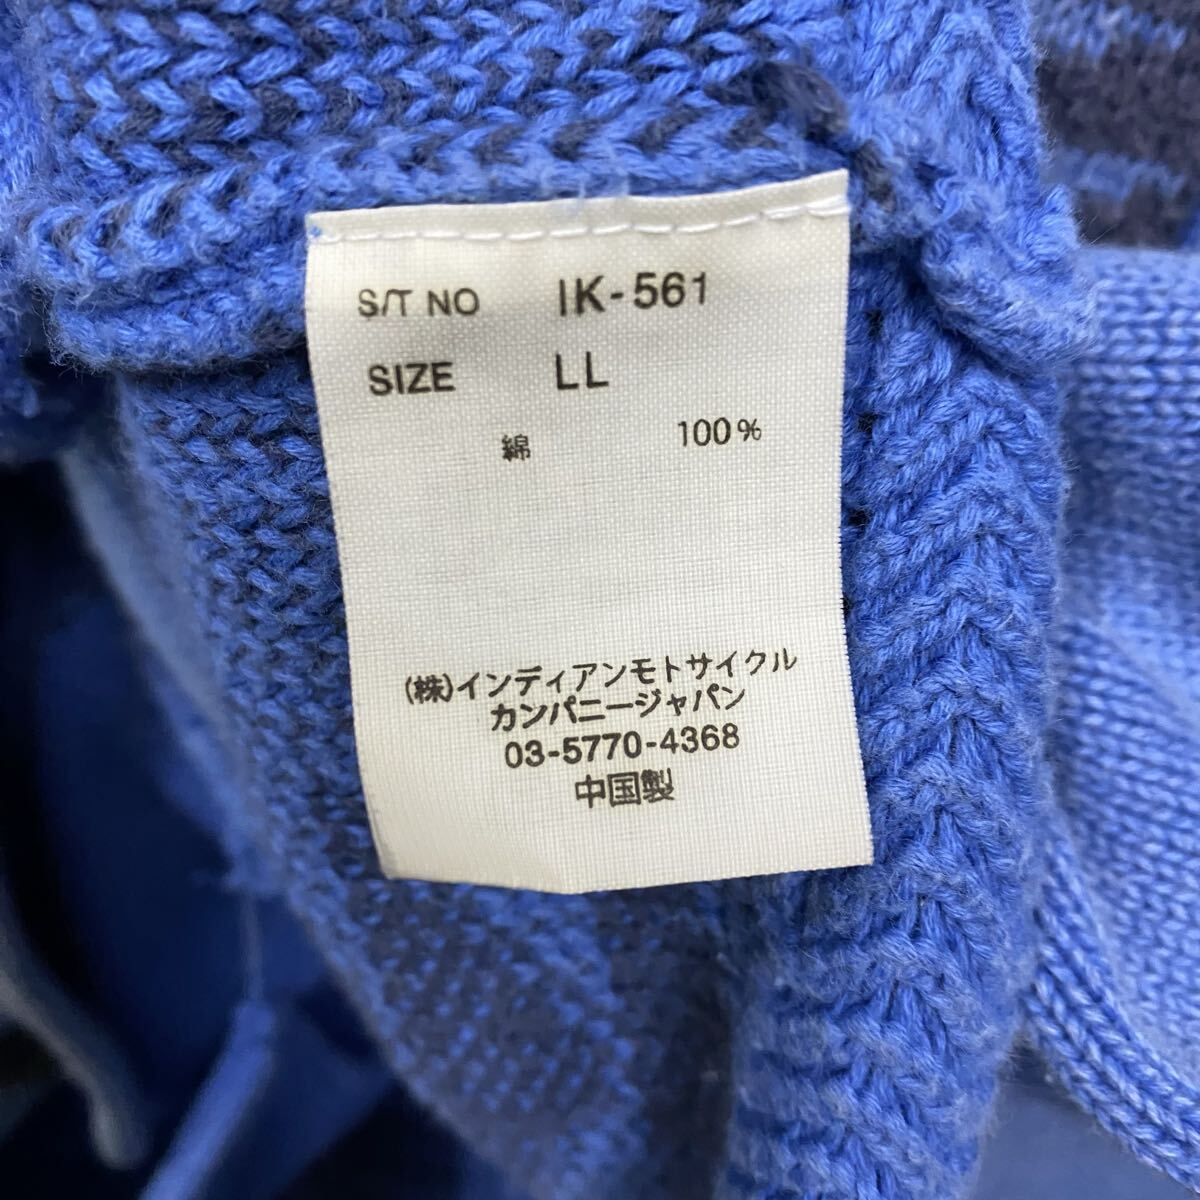 S/T NO IK-561
SIZE LL
綿 100%
(株)インディアンモトサイクル
カンパニージャパン
03-5770-4368
中国製